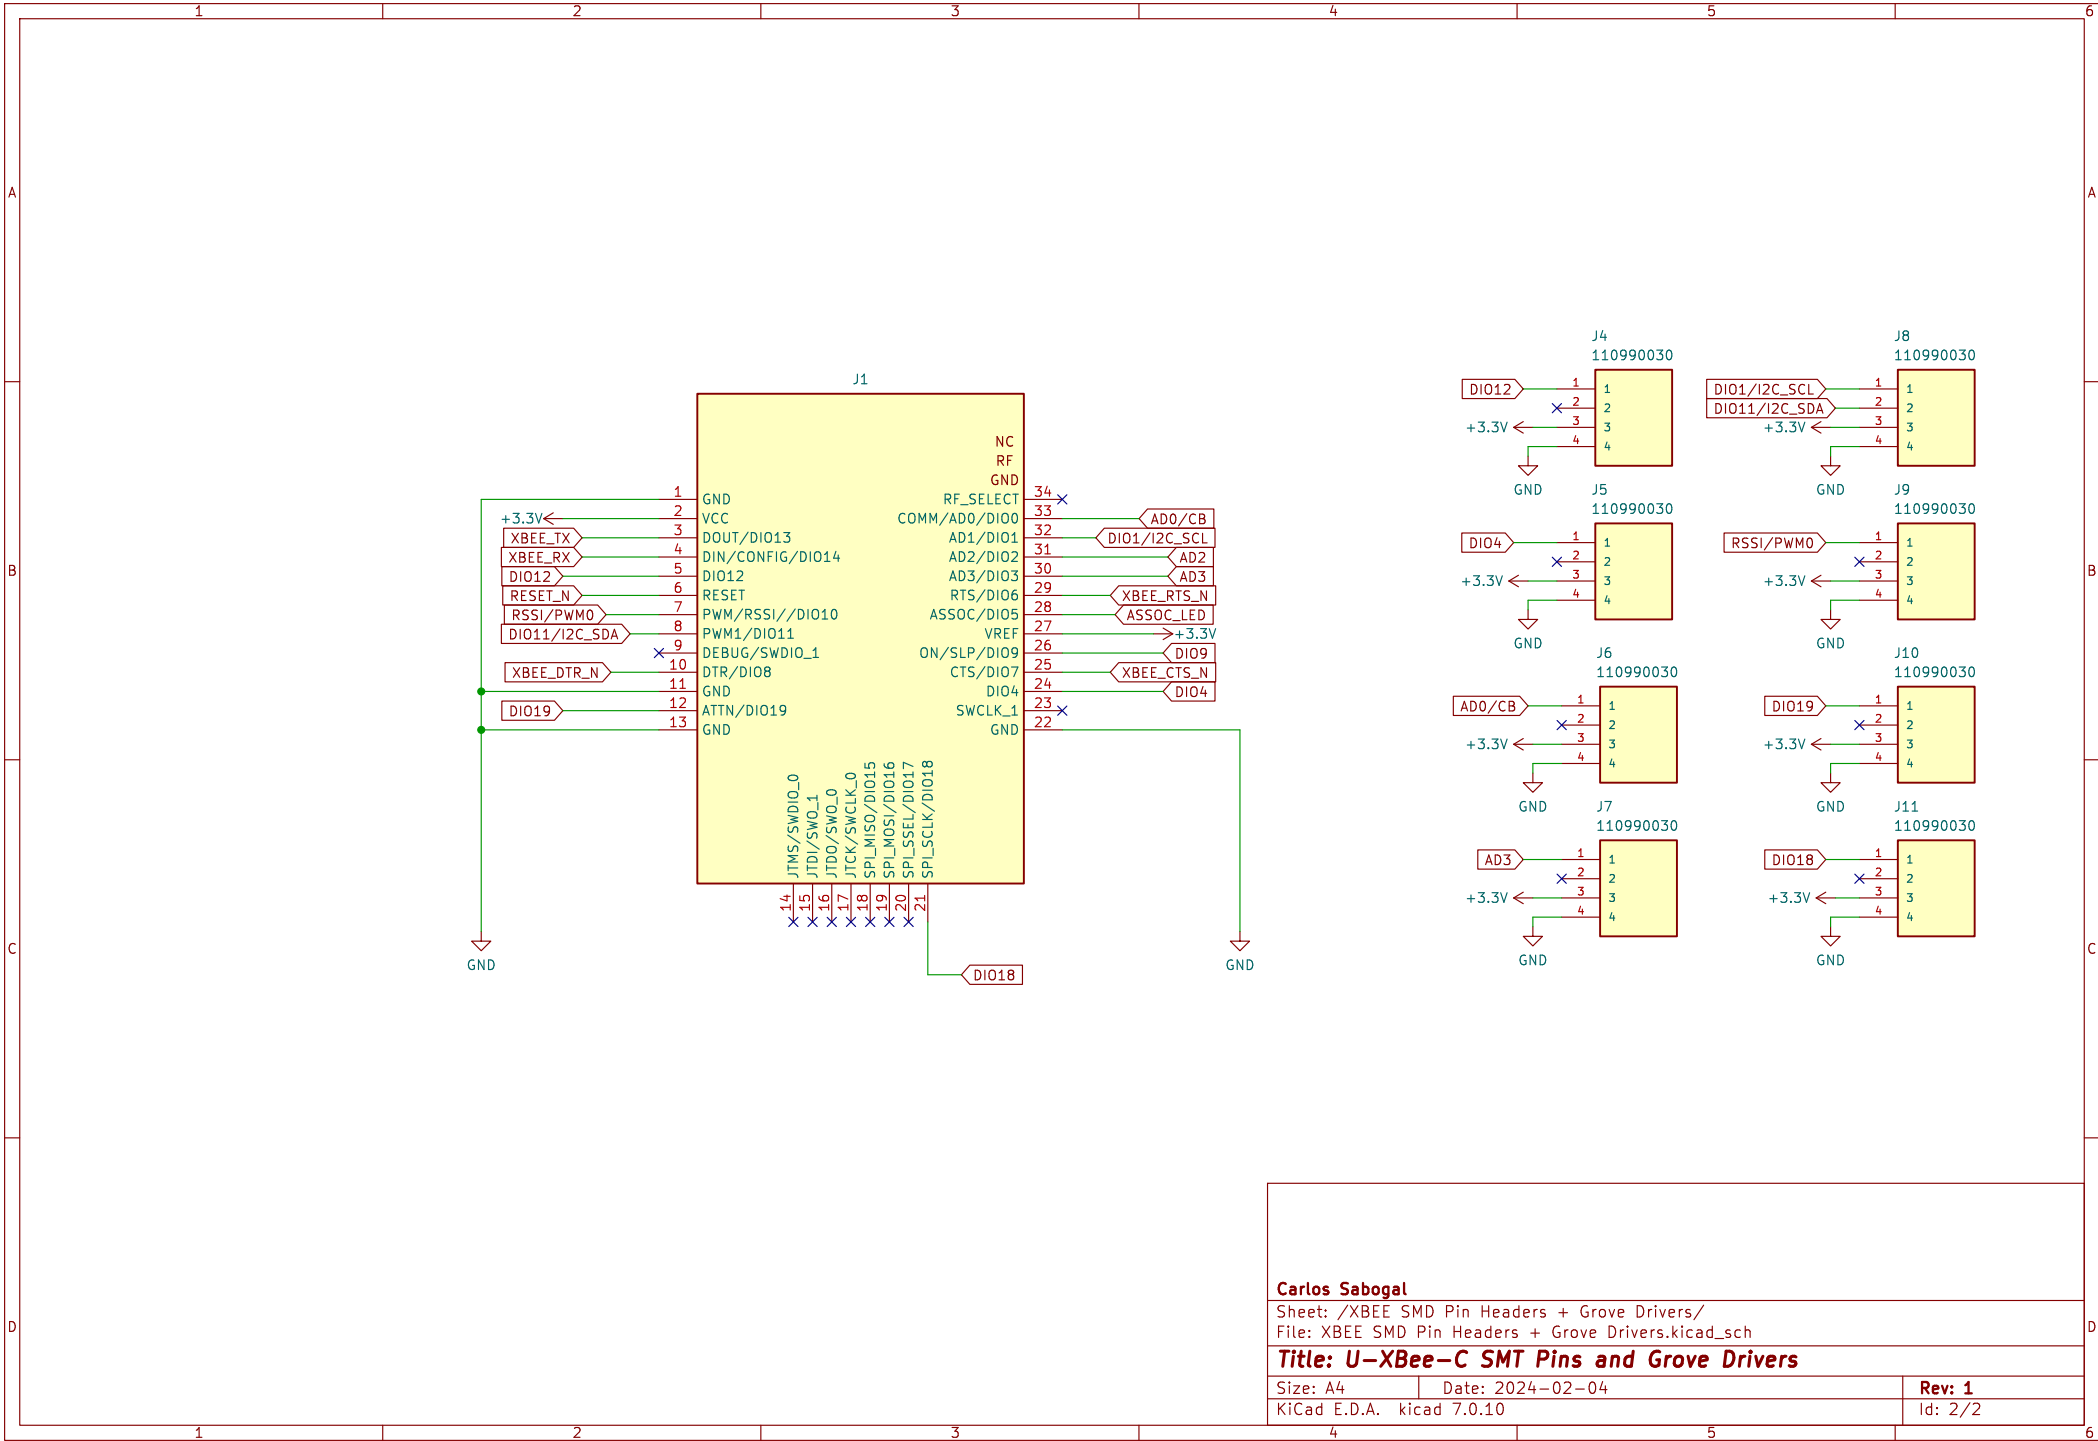 1 2 3 4 5 6
A A
B B
C C
D D
J1
NC
RF
GND
1 GND
2 VCC
3 DOUT/DIO13
4 DIN/CONFIG/DIO14
5 DIO12
6 RESET
7 PWM/RSSI//DIO10
8 PWM1/DIO11
9 DEBUG/SWDIO_1
10 DTR/DIO8
11 GND
12 ATTN/DIO19
13 GND
+3.3V
XBEE_TX
XBEE_RX
DIO12
RESET_N
RSSI/PWM0
DIO11/I2C_SDA
XBEE_DTR_N
DIO19
GND
RF_SELECT 34
COMM/AD0/DIO0 33
AD1/DIO1 32
AD2/DIO2 31
AD3/DIO3 30
RTS/DIO6 29
ASSOC/DIO5 28
VREF 27
ON/SLP/DIO9 26
CTS/DIO7 25
DIO4 24
SWCLK_1 23
GND 22
AD0/CB
DIO1/I2C_SCL
AD2
AD3
XBEE_RTS_N
ASSOC_LED
+3.3V
DIO9
XBEE_CTS_N
DIO4
GND
JTMS/SWDIO_0 14
JTDI/SWO_1 15
JTDO/SWO_0 16
JTCK/SWCLK_0 17
SPI_MISO/DIO15 18
SPI_MOSI/DIO16 19
SPI_SSEL/DIO17 20
SPI_SCLK/DIO18 21
DIO18
J4
110990030
DIO12 1 1
2 2
+3.3V 3 3
4 4
GND
J5
110990030
DIO4 1 1
2 2
+3.3V 3 3
4 4
GND
J6
110990030
AD0/CB 1 1
2 2
+3.3V 3 3
4 4
GND
J7
110990030
AD3 1 1
2 2
+3.3V 3 3
4 4
GND
J8
110990030
DIO1/I2C_SCL 1 1
DIO11/I2C_SDA 2 2
+3.3V 3 3
4 4
GND
J9
110990030
RSSI/PWM0 1 1
2 2
+3.3V 3 3
4 4
GND
J10
110990030
DIO19 1 1
2 2
+3.3V 3 3
4 4
GND
J11
110990030
DIO18 1 1
2 2
+3.3V 3 3
4 4
GND
Carlos Sabogal
Sheet: /XBEE SMD Pin Headers + Grove Drivers/
File: XBEE SMD Pin Headers + Grove Drivers.kicad_sch
Title: U-XBee-C SMT Pins and Grove Drivers
Size: A4 Date: 2024-02-04 Rev: 1
KiCad E.D.A. kicad 7.0.10 Id: 2/2
1 2 3 4 5 6